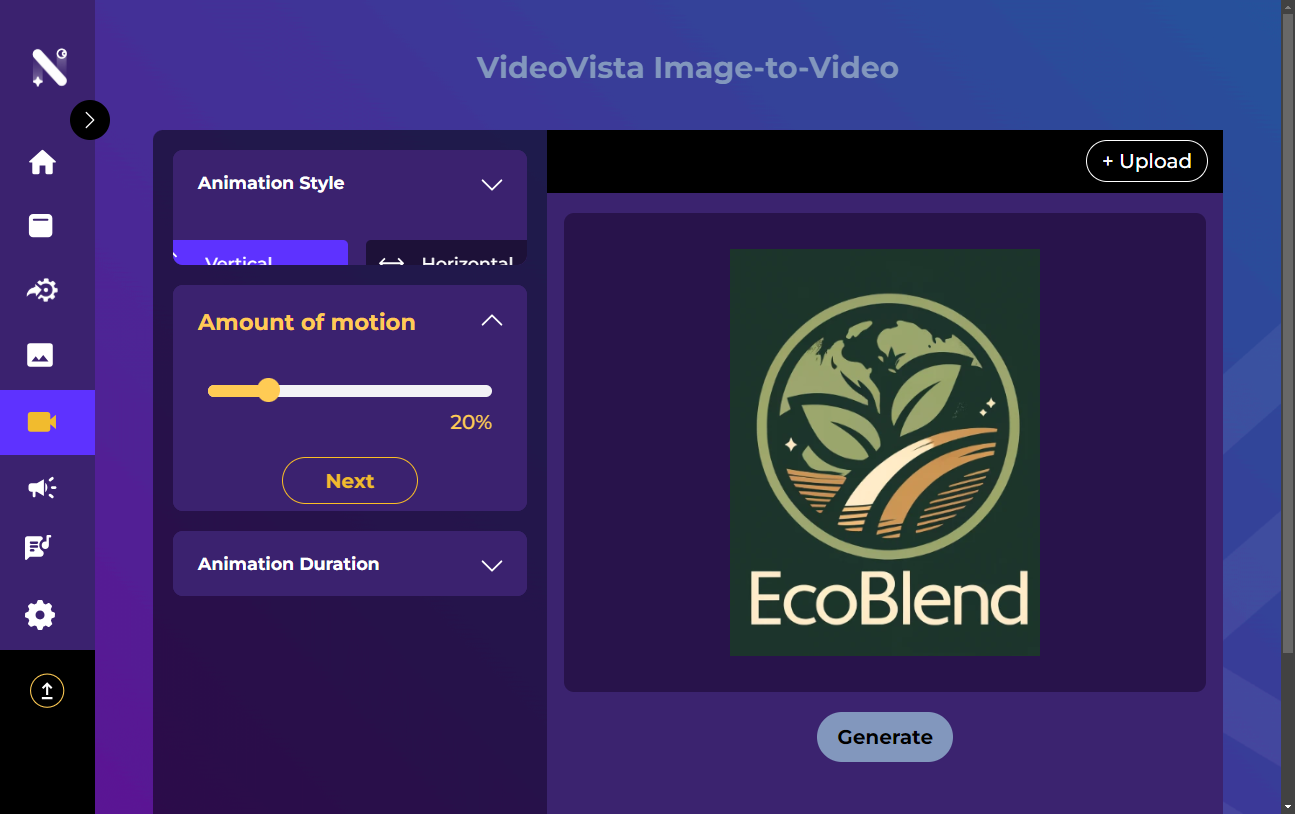 VideoVista Image-to-Video
+ Upload
Animation Style
Vertical
Horizontal
Amount of motion
20%
Next
Animation Duration
EcoBlend
Generate